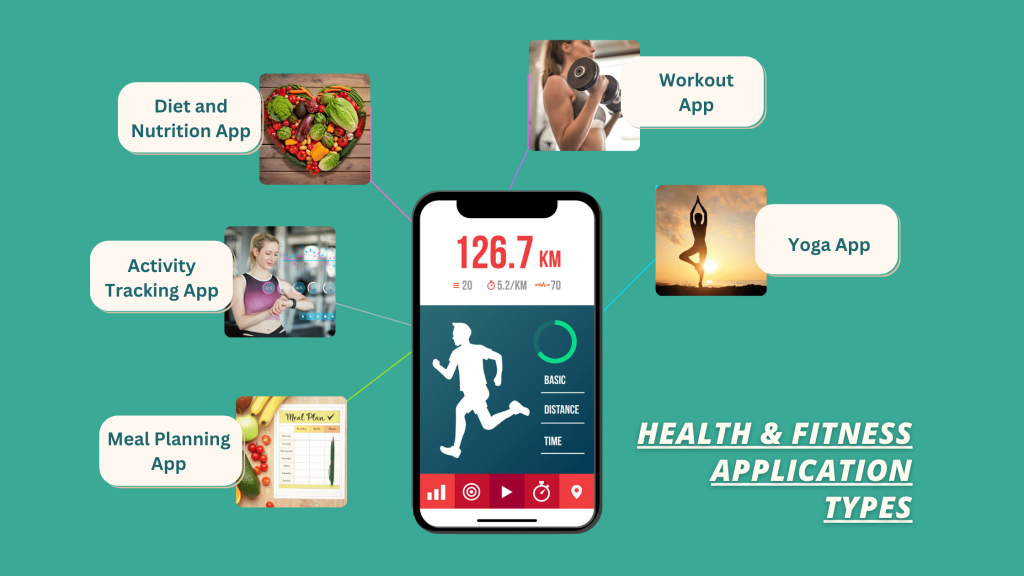 Diet and
Nutrition App
Workout
App
Activity
Tracking App
Yoga App
Meal Planning
App
Meal Plan
126.7 KM
20 5.2/KM 70
BASIC
DISTANCE
TIME
HEALTH & FITNESS
APPLICATION
TYPES